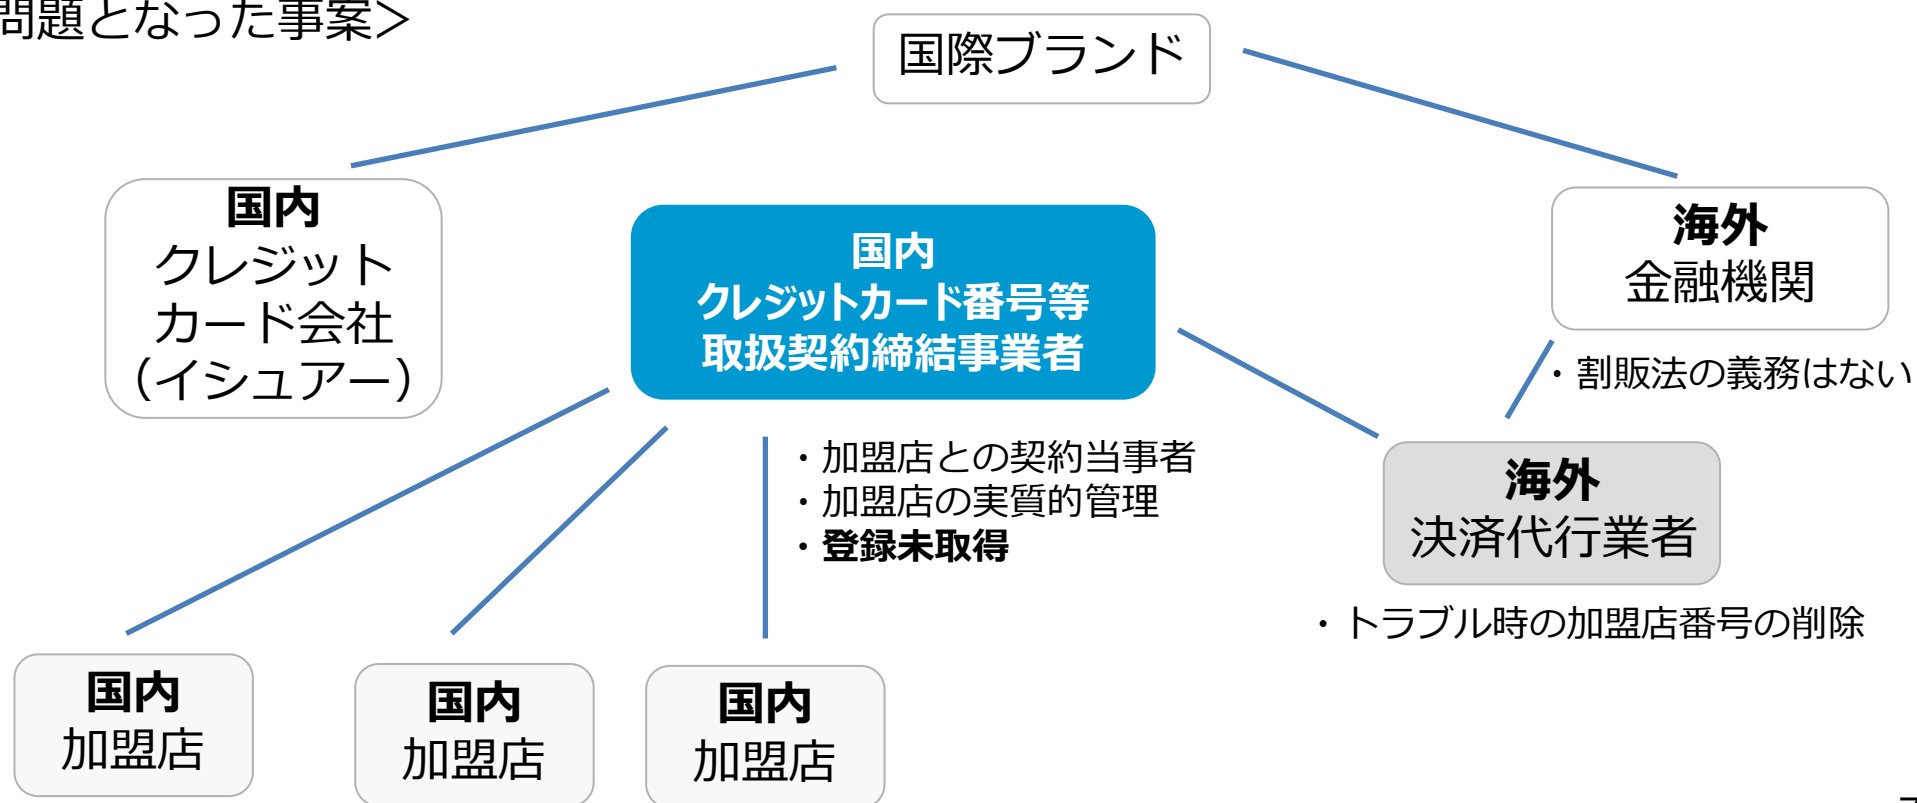 問題となった事案＞
国際ブランド
国内
クレジット
カード会社
（イシュアー）
国内
クレジットカード番号等
取扱契約締結事業者
海外
金融機関
・割販法の義務はない
・加盟店との契約当事者
・加盟店の実質的管理
・登録未取得
海外
決済代行業者
・トラブル時の加盟店番号の削除
国内
加盟店
国内
加盟店
国内
加盟店